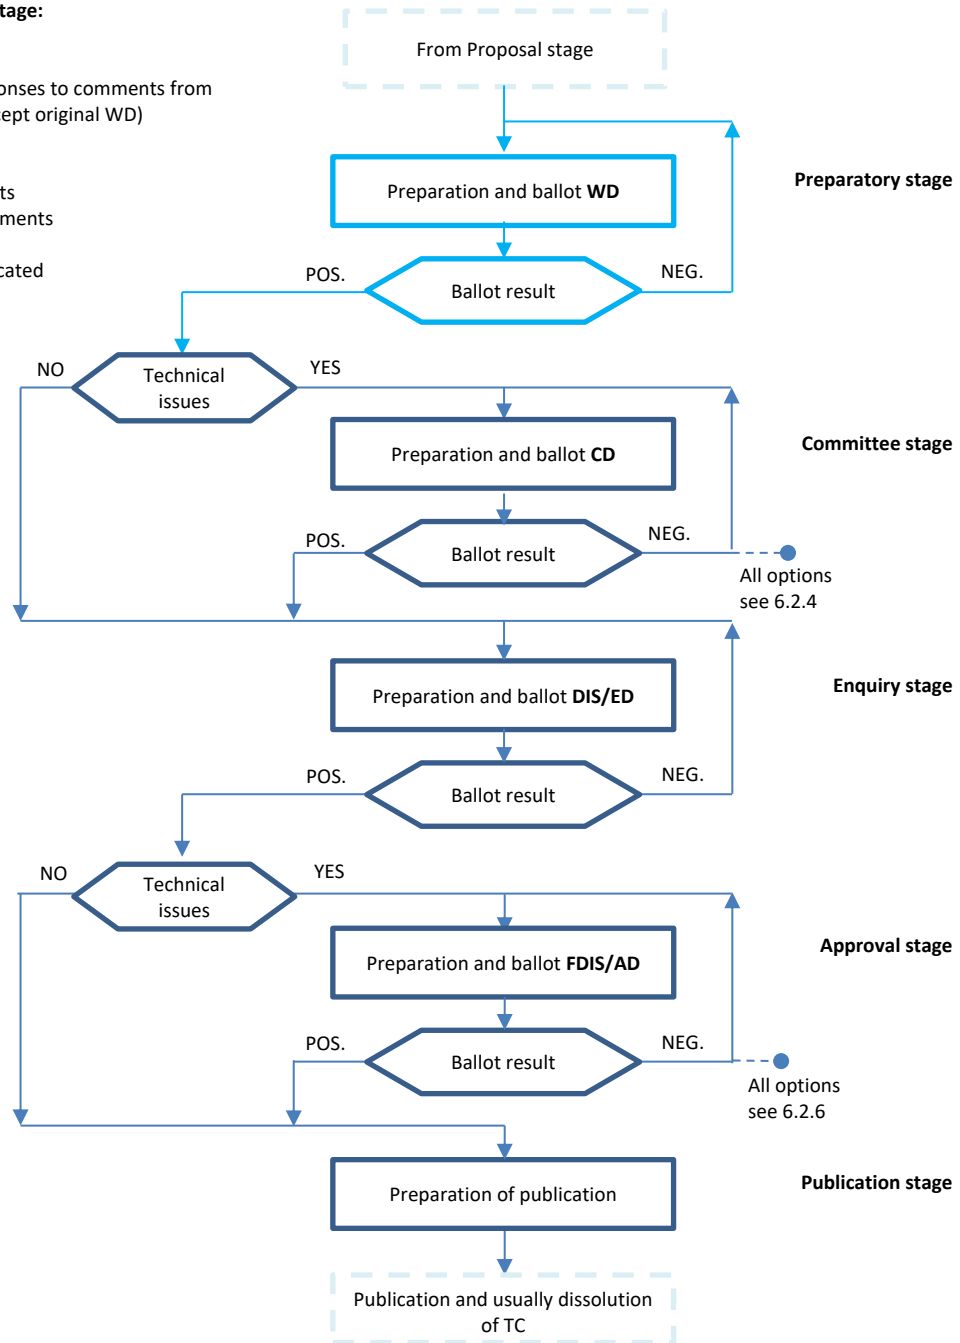 tage:
From Proposal stage
onses to comments from
cept original WD)
ts
ments
cated
Preparatory stage
Preparation and ballot WD
POS.
NEG.
Ballot result
NO
Technical
issues
YES
Committee stage
Preparation and ballot CD
POS.
NEG.
Ballot result
All options
see 6.2.4
Enquiry stage
Preparation and ballot DIS/ED
POS.
NEG.
Ballot result
NO
Technical
issues
YES
Approval stage
Preparation and ballot FDIS/AD
POS.
NEG.
Ballot result
All options
see 6.2.6
Publication stage
Preparation of publication
Publication and usually dissolution
of TC